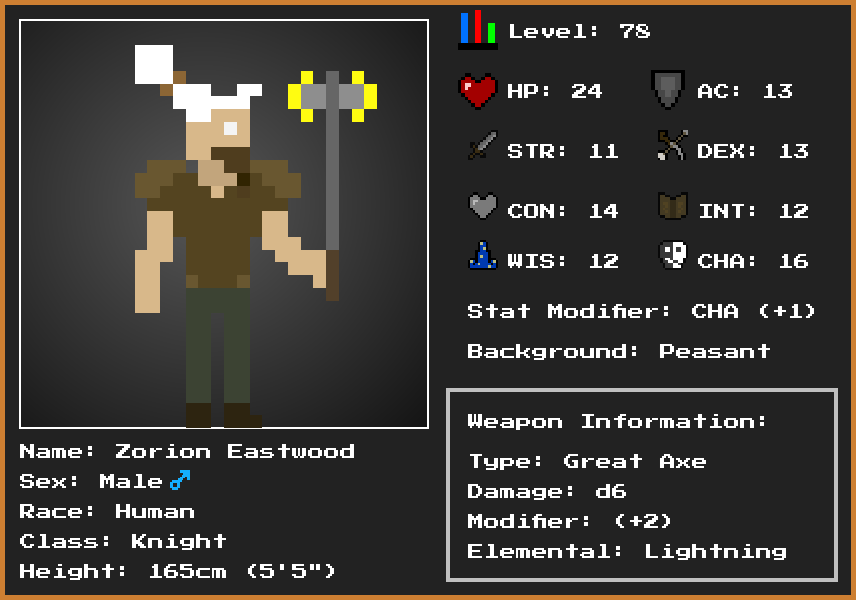 Level: 78
HP: 24 AC: 13
STR: 11 DEX: 13
CON: 14 INT: 12
WIS: 12 CHA: 16
Stat Modifier: CHA (+1)
Background: Peasant
Name: Zorion Eastwood
Sex: Male♂
Race: Human
Class: Knight
Height: 165cm (5'5")
Weapon Information:
Type: Great Axe
Damage: d6
Modifier: (+2)
Elemental: Lightning